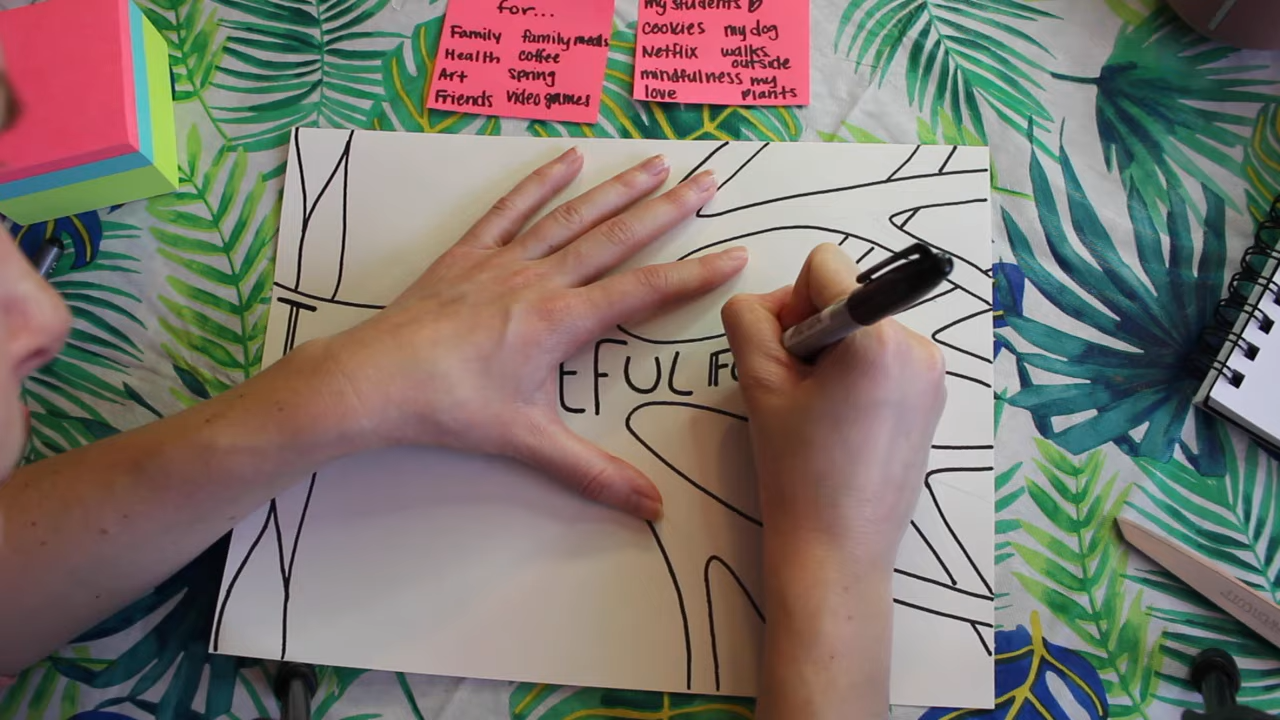 for...
Family family meals
Health coffee
Art spring
Friends video games
my students
cookies my dog
Netflix walks outside
mindfulness my plants
love
EFUL